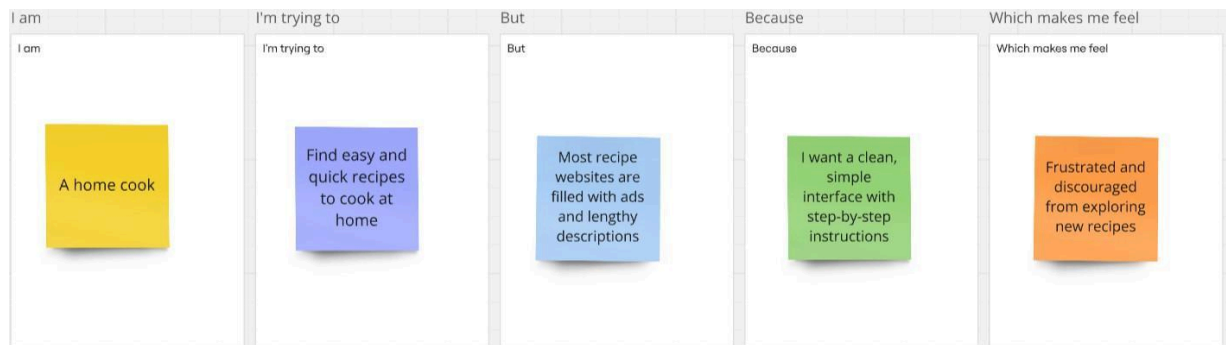 I am
I'm trying to
But
Because
Which makes me feel
I am
I'm trying to
But
Because
Which makes me feel
A home cook
Find easy and
quick recipes
to cook at
home
Most recipe
websites are
filled with ads
and lengthy
descriptions
I want a clean,
simple
interface with
step-by-step
instructions
Frustrated and
discouraged
from exploring
new recipes